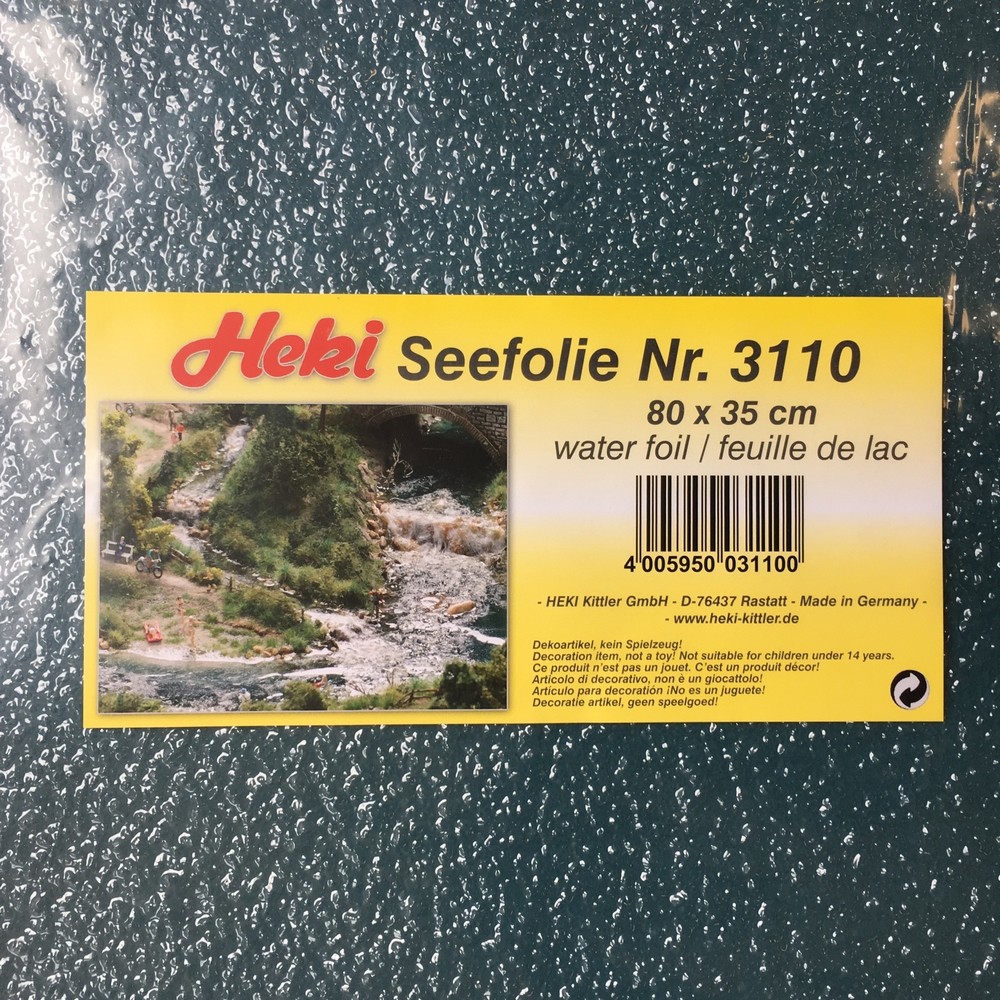 Heki Seefolie Nr. 3110
80 x 35 cm
water foil / feuille de lac
4 005950 031100
- HEKI Kittler GmbH - D-76437 Rastatt - Made in Germany -
- www.heki-kittler.de
Dekoartikel, kein Spielzeug!
Decoration item, not a toy! Not suitable for children under 14 years.
Ce produit n'est pas un jouet. C'est un produit décor!
Articolo di decorativo, non è un giocattolo!
Artículo para decoratión ¡No es un juguete!
Decoratie artikel, geen speelgoed!